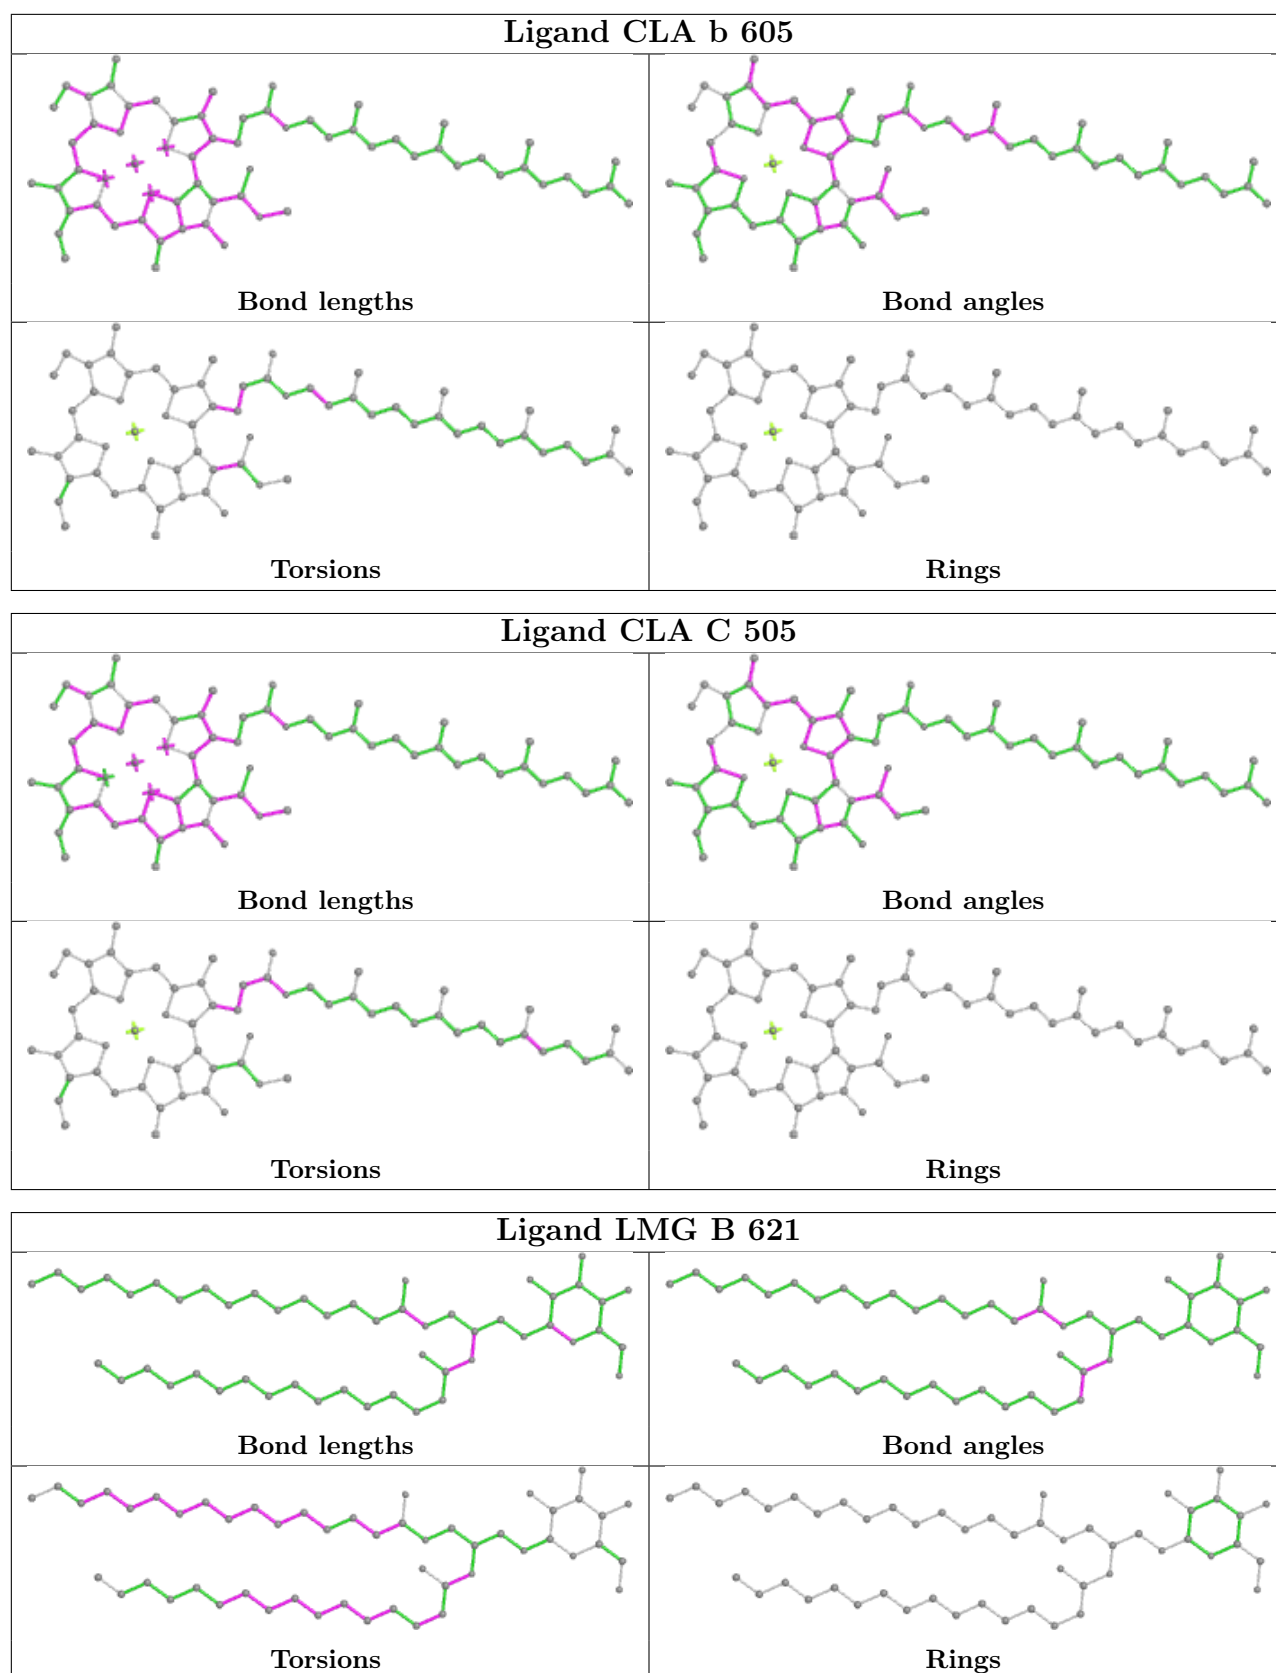 Ligand CLA b 605
Bond lengths
Bond angles
Torsions
Rings
Ligand CLA C 505
Bond lengths
Bond angles
Torsions
Rings
Ligand LMG B 621
Bond lengths
Bond angles
Torsions
Rings